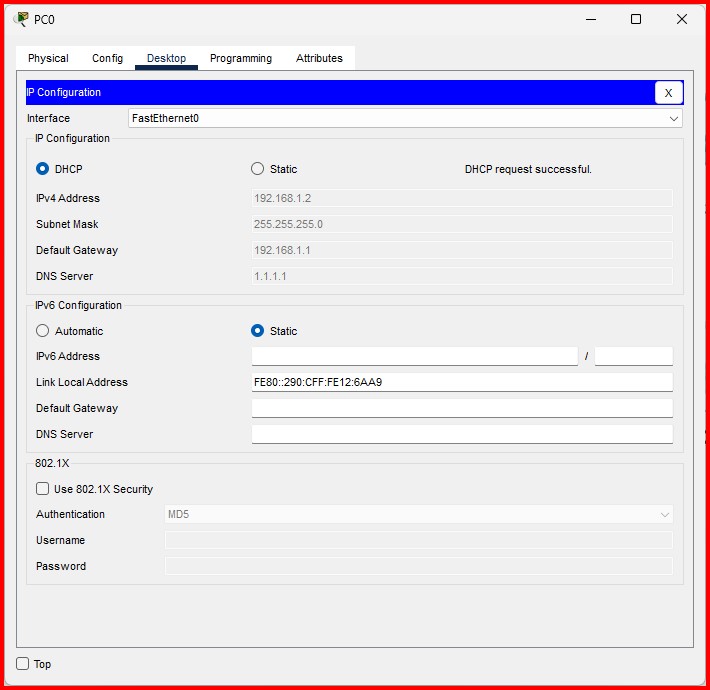 PC0
Physical Config Desktop Programming Attributes
IP Configuration X
Interface FastEthernet0
IP Configuration
DHCP Static DHCP request successful.
IPv4 Address 192.168.1.2
Subnet Mask 255.255.255.0
Default Gateway 192.168.1.1
DNS Server 1.1.1.1
IPv6 Configuration
Automatic Static
IPv6 Address /
Link Local Address FE80::290:CFF:FE12:6AA9
Default Gateway
DNS Server
802.1X
Use 802.1X Security
Authentication MD5
Username
Password
Top